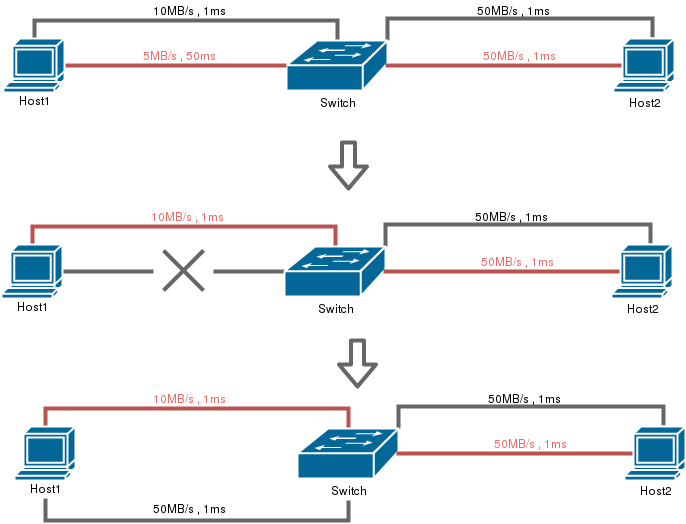 10MB/s , 1ms
50MB/s , 1ms
5MB/s , 50ms
50MB/s , 1ms
Host1
Switch
Host2
10MB/s , 1ms
50MB/s , 1ms
50MB/s , 1ms
Host1
Switch
Host2
10MB/s , 1ms
50MB/s , 1ms
50MB/s , 1ms
Host1
Switch
Host2
50MB/s , 1ms